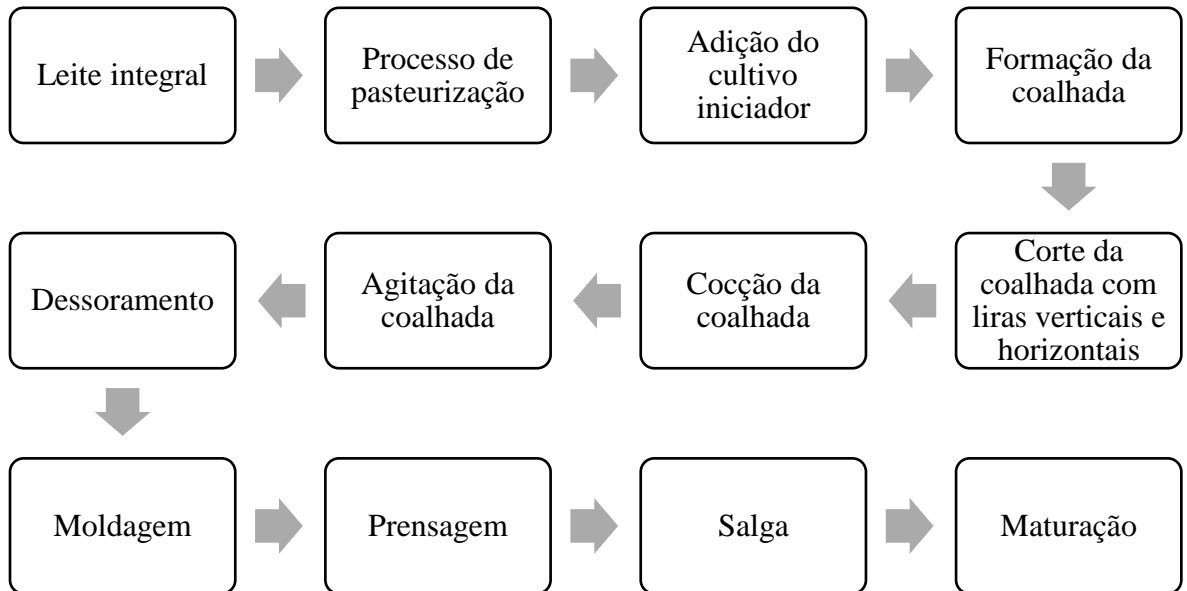 Leite integral
Processo de
pasteurização
Adição do
cultivo
iniciador
Formação da
coalhada
Corte da
coalhada com
liras verticais e
horizontais
Cocção da
coalhada
Agitação da
coalhada
Dessoramento
Moldagem
Prensagem
Salga
Maturação